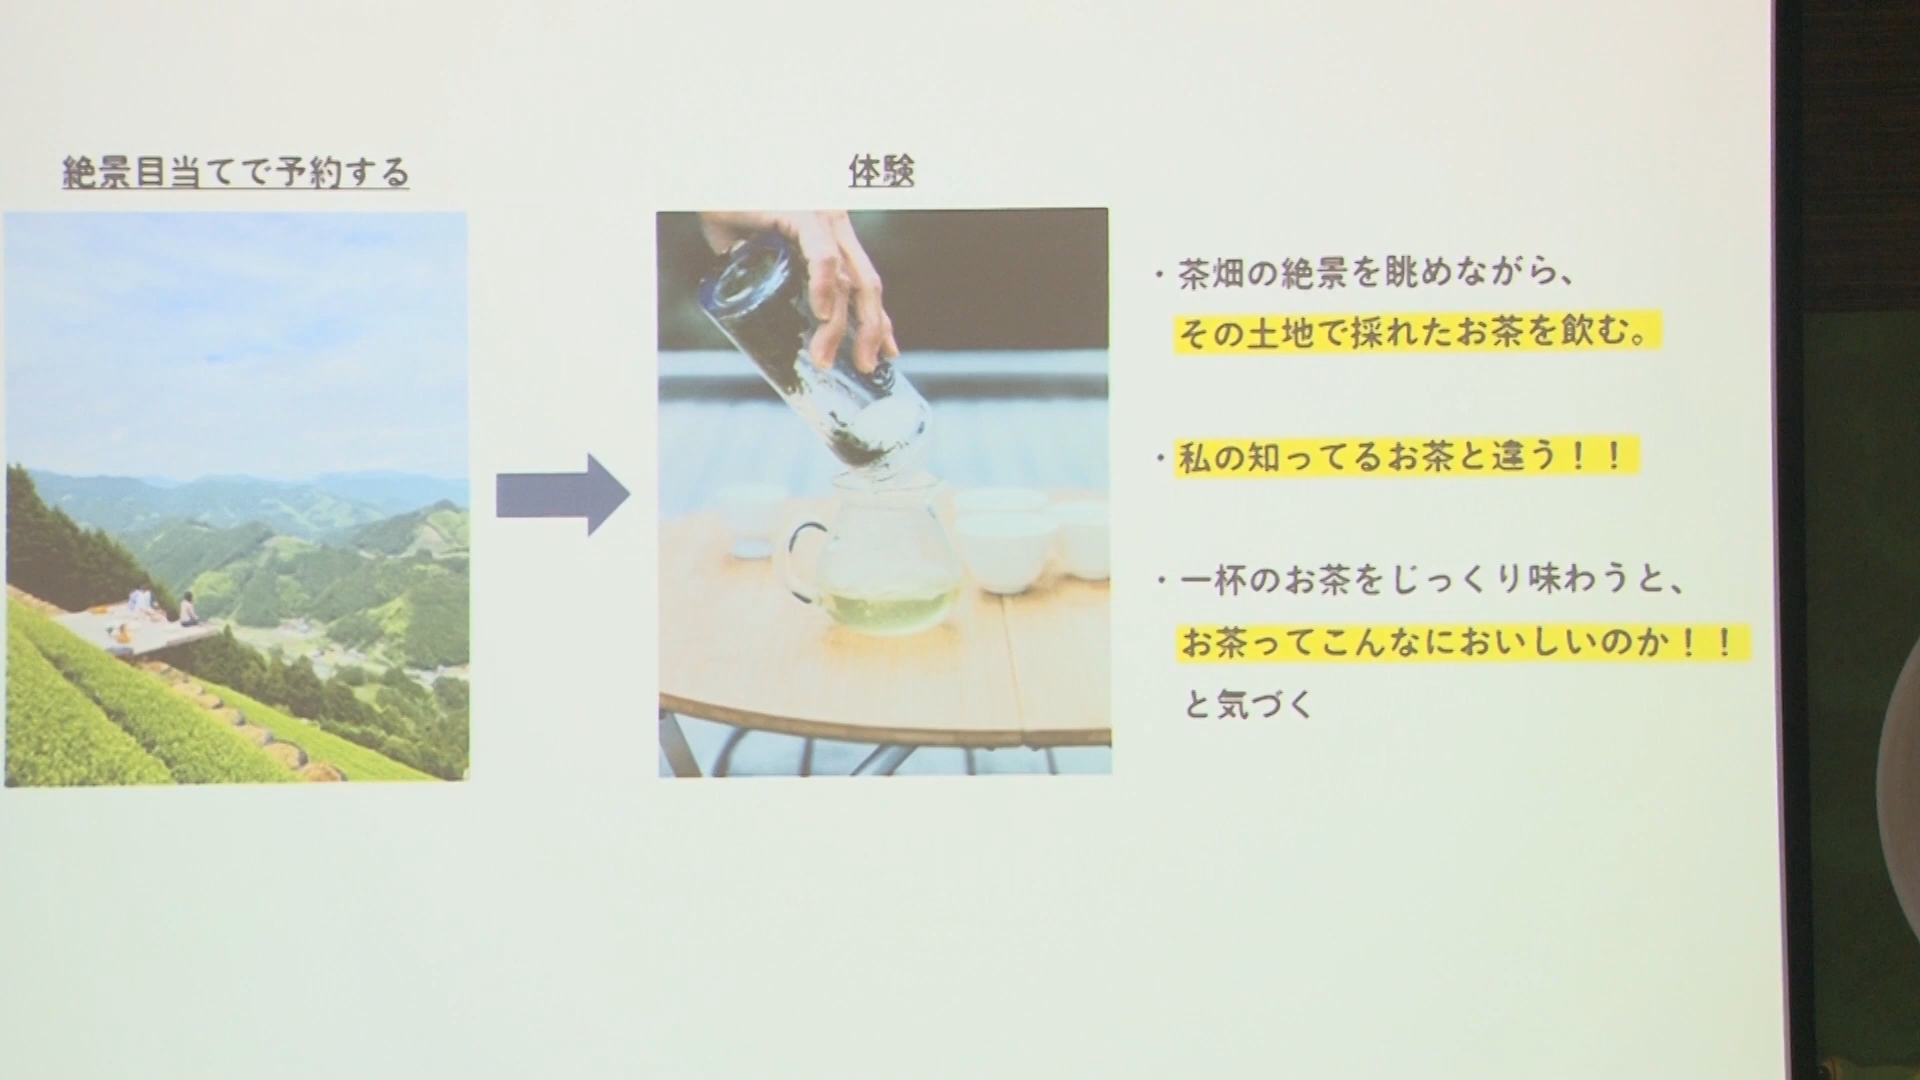 絶景目当てで予約する
体験
・茶畑の絶景を眺めながら、
その土地で採れたお茶を飲む。
・私の知ってるお茶と違う！！
・一杯のお茶をじっくり味わうと、
お茶ってこんなにおいしいのか！！
と気づく